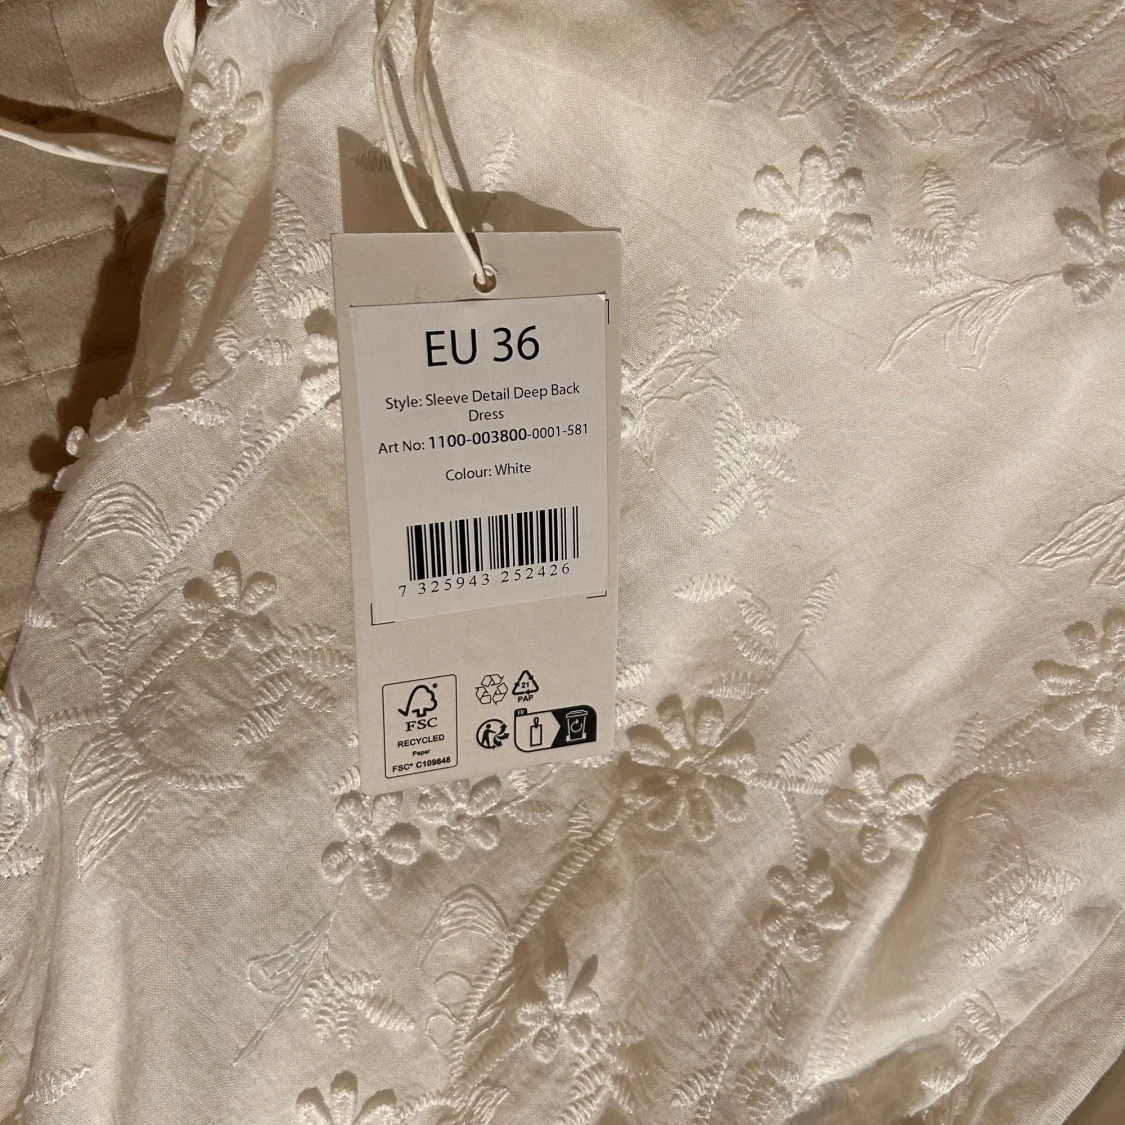 EU 36
Style: Sleeve Detail Deep Back
Dress
Art No: 1100-003800-0001-581
Colour: White
7 325943 252426
FSC®
RECYCLED
Paper
FSC® C109848
21
PAP
FR